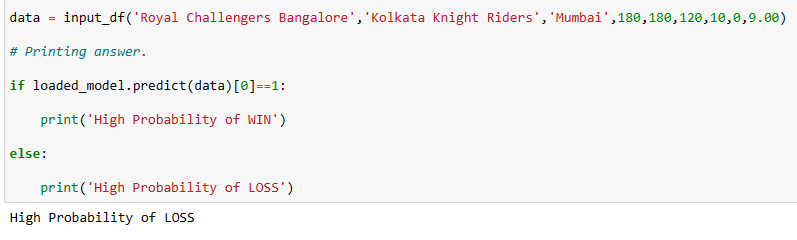 data = input_df('Royal Challengers Bangalore','Kolkata Knight Riders','Mumbai',180,180,120,10,0,9.00)
# Printing answer.
if loaded_model.predict(data)[0]==1:
    print('High Probability of WIN')
else:
    print('High Probability of LOSS')
High Probability of LOSS